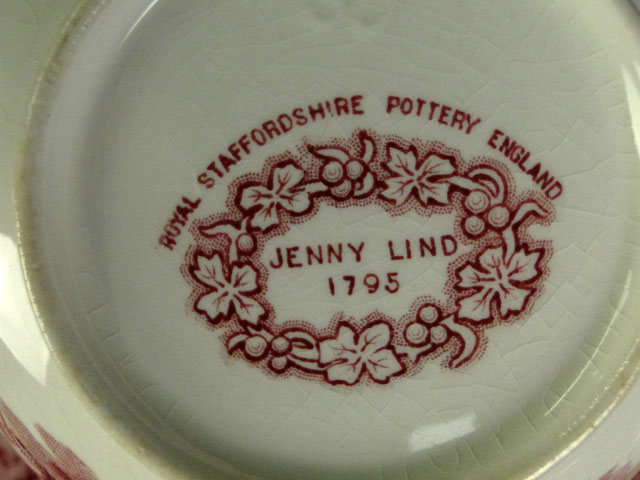 ROYAL STAFFORDSHIRE POTTERY ENGLAND
JENNY LIND
1795